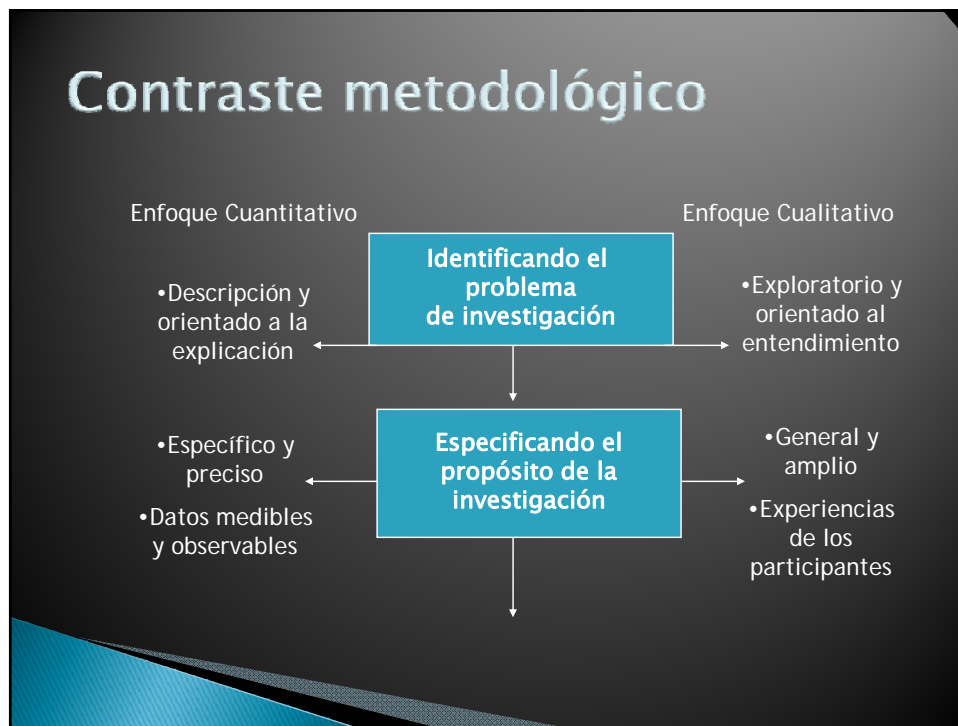 Contraste metodológico
Enfoque Cuantitativo
Enfoque Cualitativo
Identificando el
problema
de investigación
•Descripción y
orientado a la
explicación
•Exploratorio y
orientado al
entendimiento
Especificando el
propósito de la
investigación
•Específico y
preciso
•Datos medibles
y observables
•General y
amplio
•Experiencias
de los
participantes